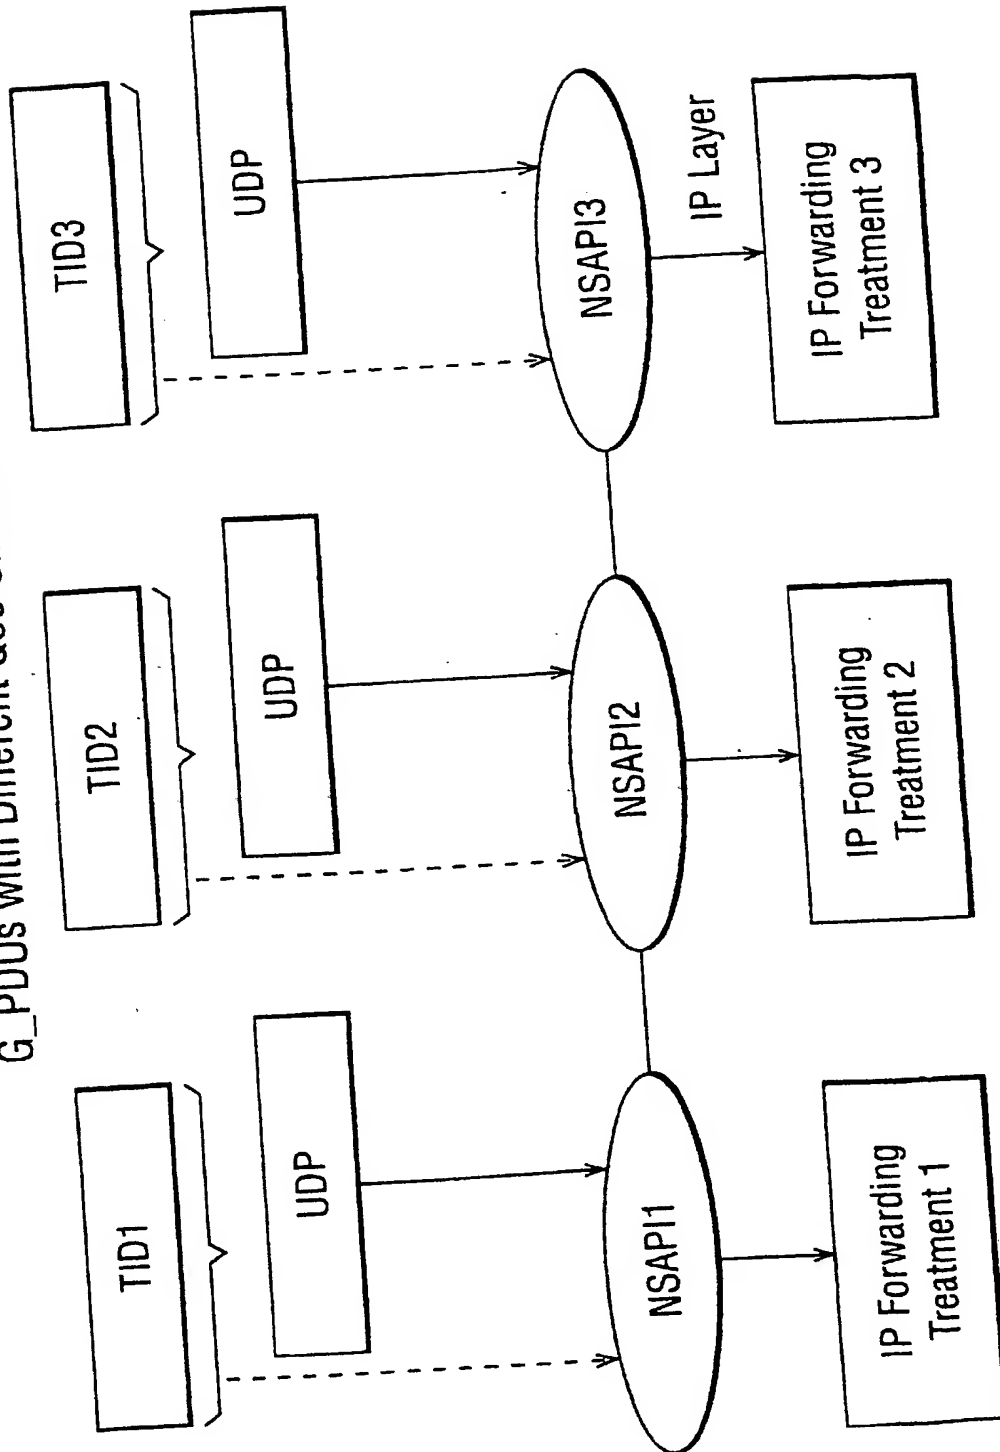 G_PDUs with Different
TID1
TID2
TID3
UDP
UDP
UDP
NSAPI1
NSAPI2
NSAPI3
IP Layer
IP Forwarding
Treatment 1
IP Forwarding
Treatment 2
IP Forwarding
Treatment 3